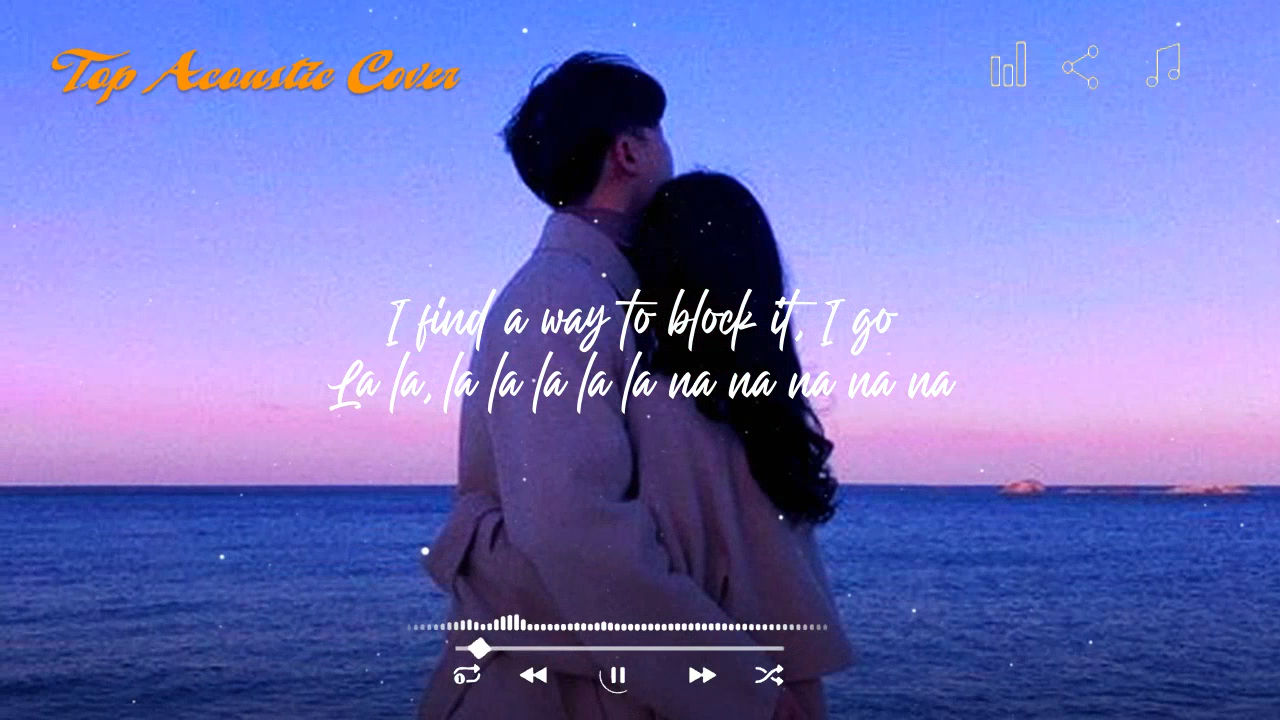 Top Acoustic Cover
I find a way to block it, I go
La la, la la la la la na na na na na